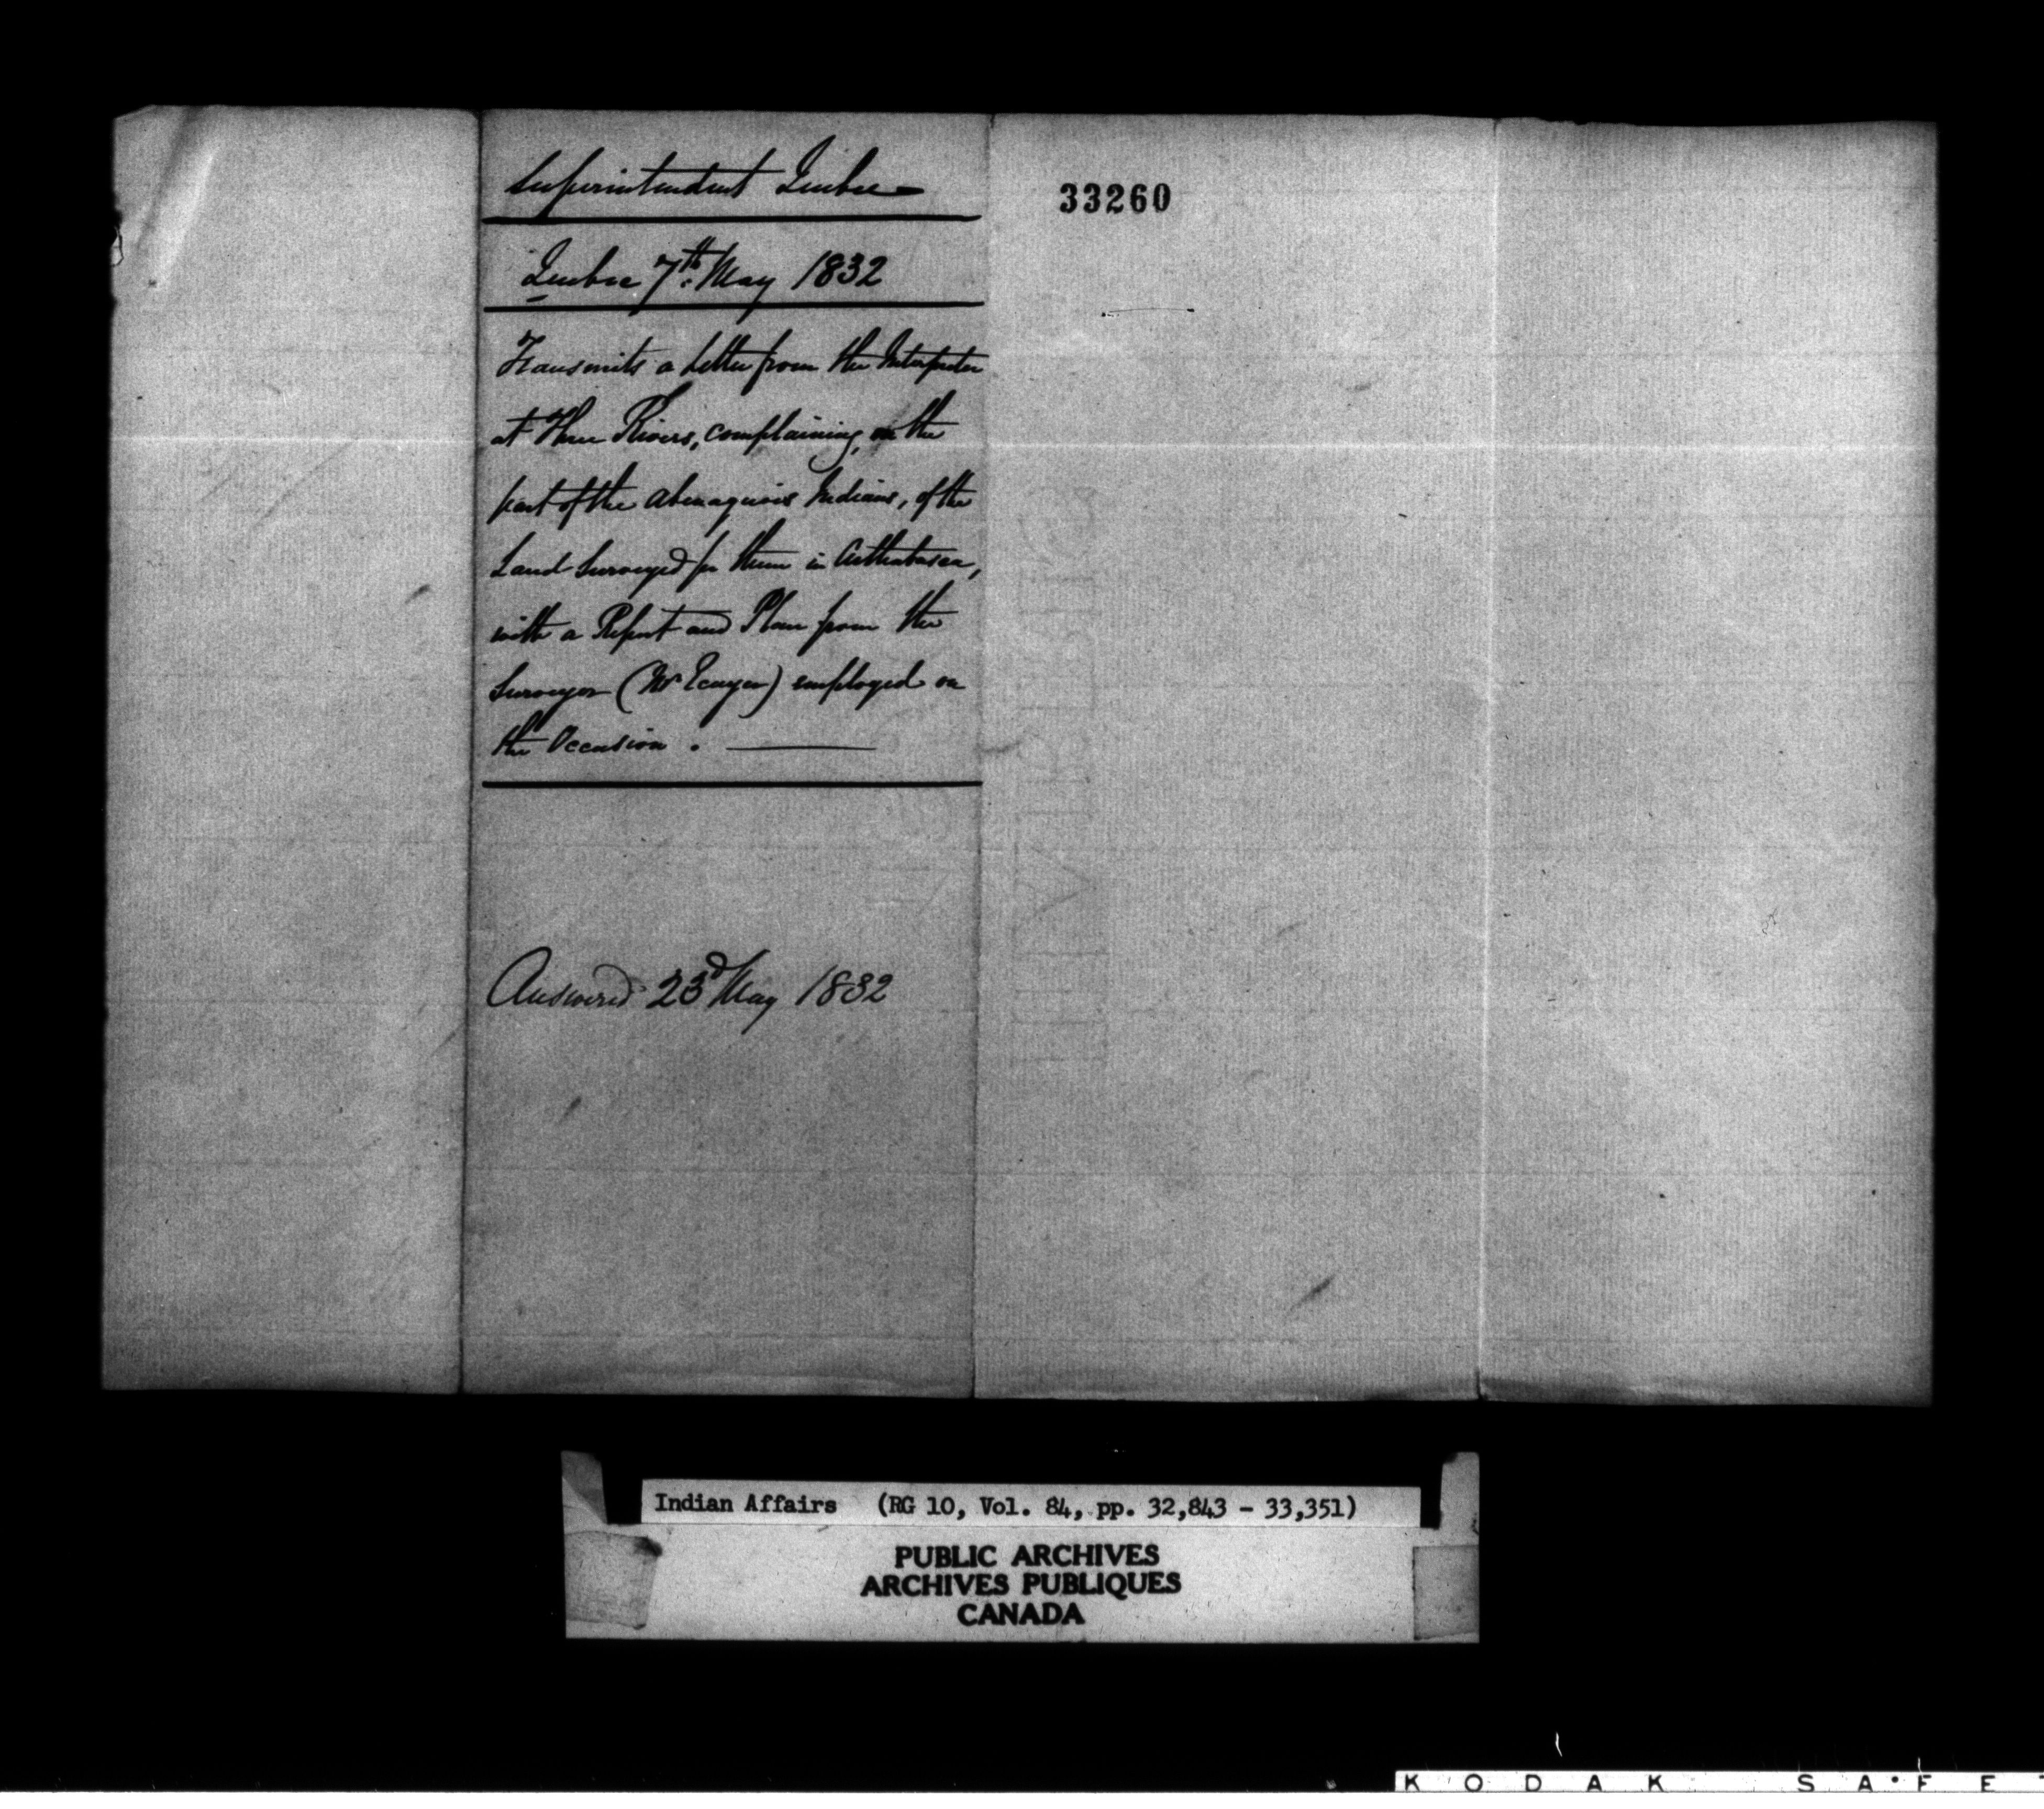 Superintendent Quebec
33260
Quebec 7th May 1832
Transmits a Letter from the Interpreter
at Three Rivers, complaining, on the
part of the Abenaquois Indians, of the
Land Surveyed for them in Arthabasca,
with a Report and Plan from the
Surveyor (Mr Ecuyer) employed on
the Occasion.
Answered 23d May 1832
Indian Affairs (RG 10, Vol. 84, pp. 32,843 - 33,351)
PUBLIC ARCHIVES
ARCHIVES PUBLIQUES
CANADA
KODAK SAFE